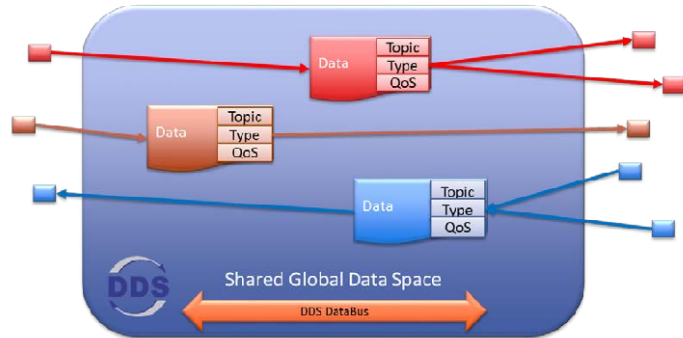 Data
Topic
Type
QoS
Data
Topic
Type
QoS
Data
Topic
Type
QoS
DDS
Shared Global Data Space
DDS DataBus